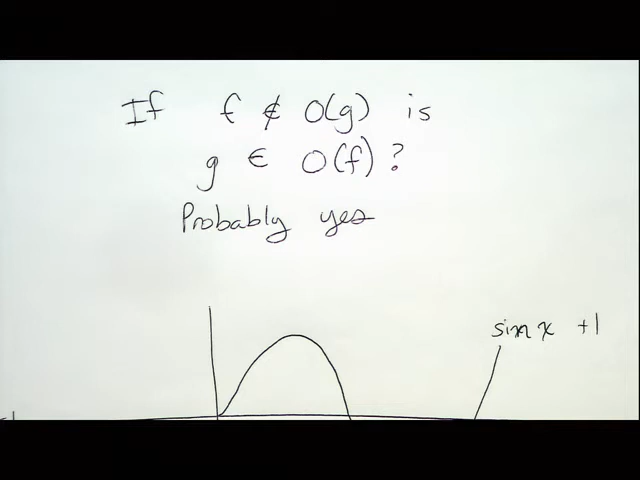 If f ∉ O(g) is
g ∈ O(f)?
Probably yes
sin x +1